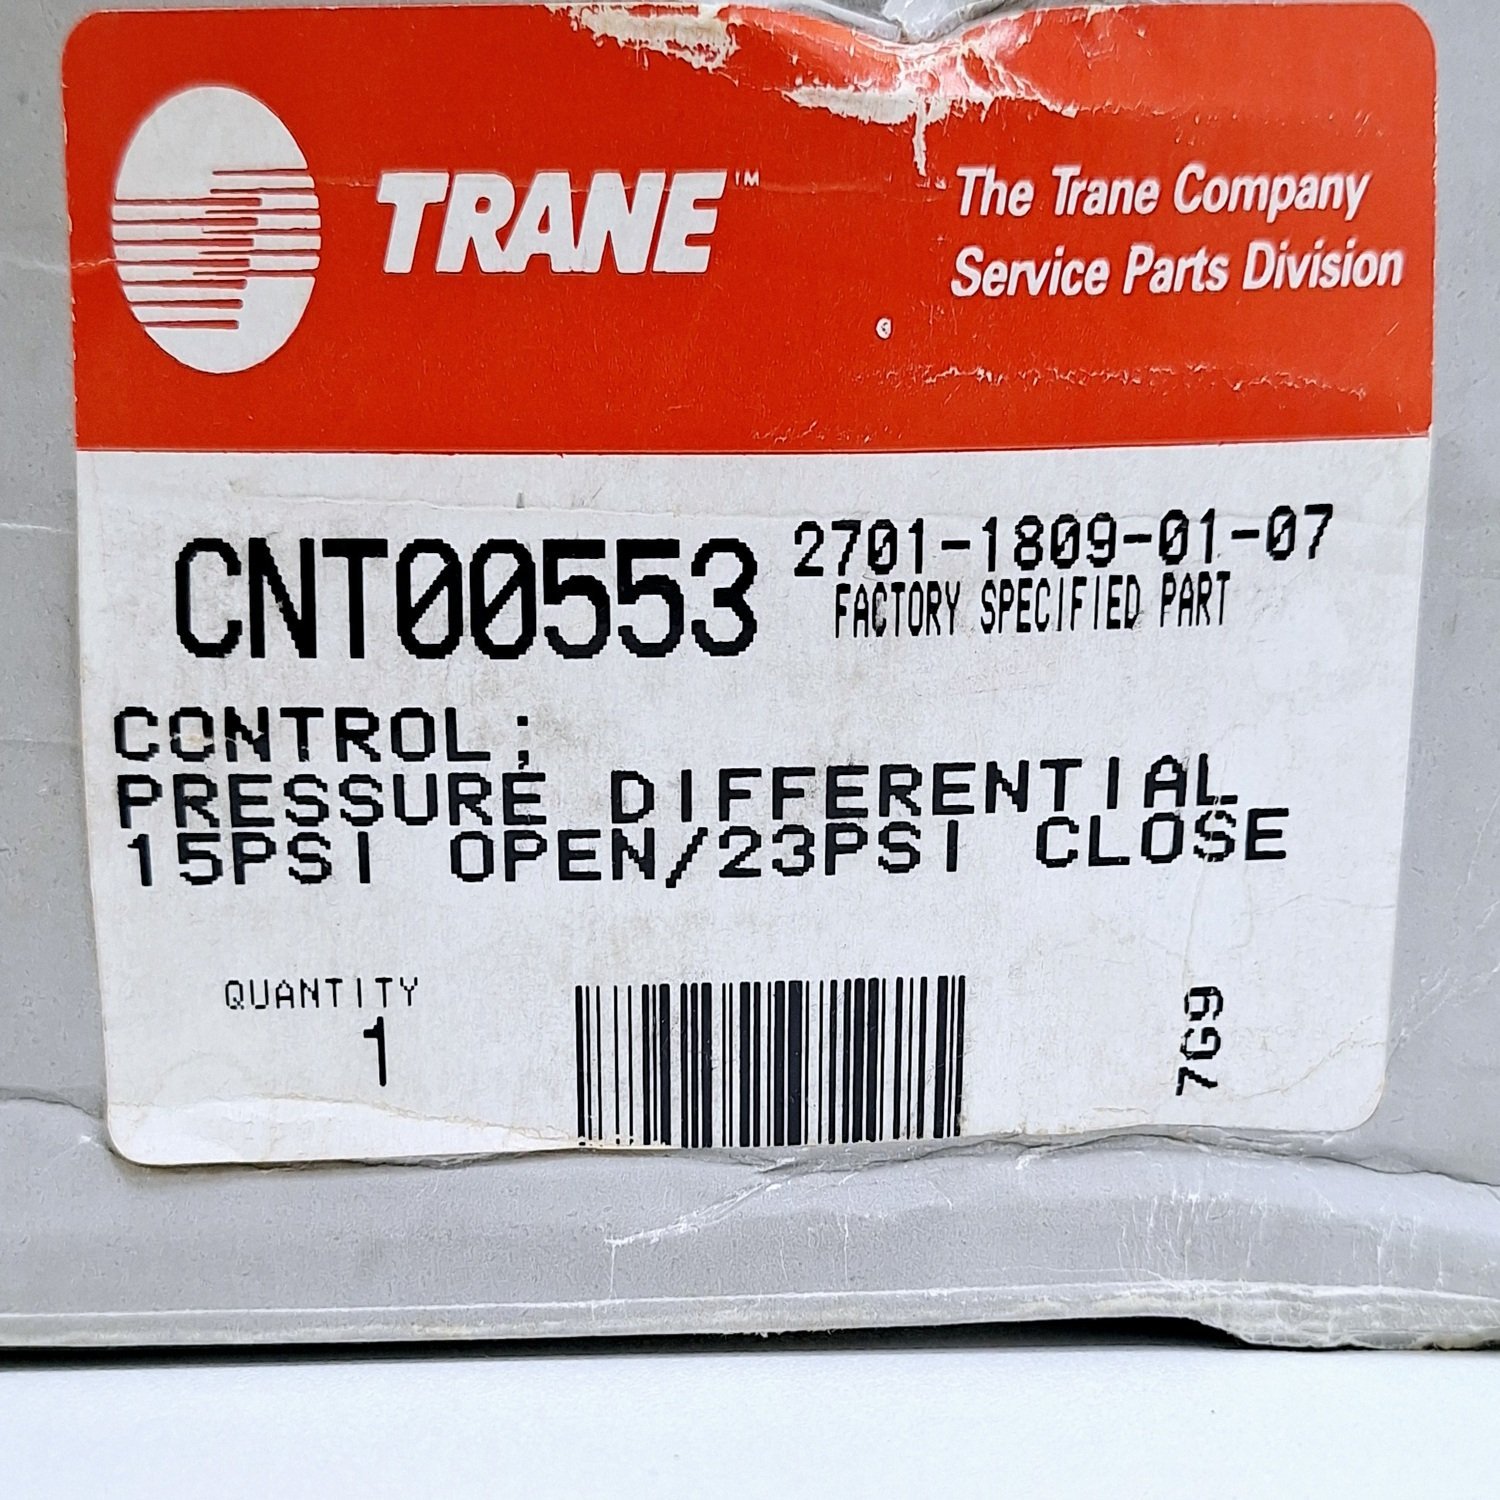 TRANE™
The Trane Company
Service Parts Division
CNT00553
2701-1809-01-07
FACTORY SPECIFIED PART
CONTROL;
PRESSURE DIFFERENTIAL
15PSI OPEN/23PSI CLOSE
QUANTITY
1
7G9